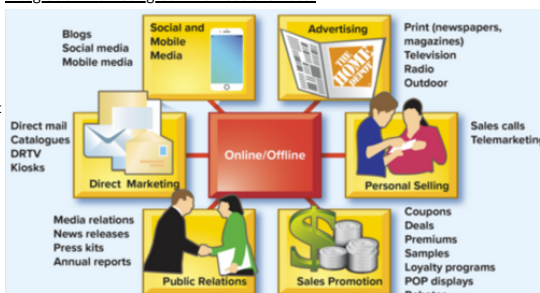 Blogs
Social media
Mobile media
Social and
Mobile
Media
Advertising
THE
HOME
DEPOT
Print (newspapers,
magazines)
Television
Radio
Outdoor
Direct mail
Catalogues
DRTV
Kiosks
Direct Marketing
Online/Offline
Personal Selling
Sales calls
Telemarketing
Media relations
News releases
Press kits
Annual reports
Public Relations
Sales Promotion
Coupons
Deals
Premiums
Samples
Loyalty programs
POP displays